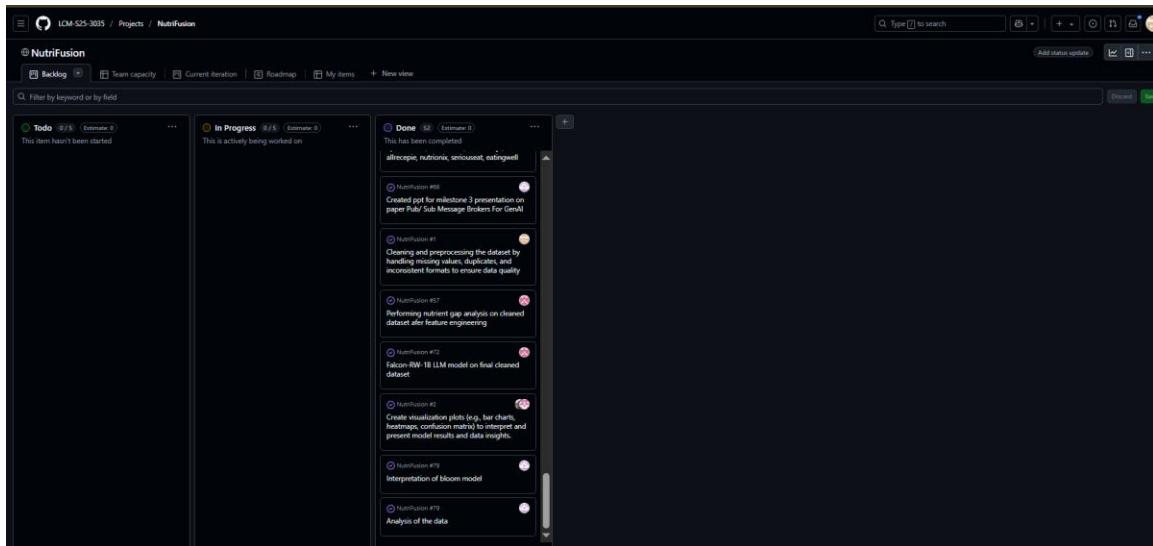 LCM-S25-3035 / Projects / NutriFusion
Type / to search
NutriFusion
Add status update
Backlog Team capacity Current iteration Roadmap My items + New view
Filter by keyword or by field
Discard
Todo 0 / 5 Estimate: 0
This item hasn't been started
In Progress 0 / 5 Estimate: 0
This is actively being worked on
Done 52 Estimate: 0
This has been completed
allrecepie, nutrionix, seriouseat, eatingwell
NutriFusion #68
Created ppt for milestone 3 presentation on
paper Pub/ Sub Message Brokers For GenAI
NutriFusion #1
Cleaning and preprocessing the dataset by
handling missing values, duplicates, and
inconsistent formats to ensure data quality
NutriFusion #57
Performing nutrient gap analysis on cleaned
dataset afer feature engineering
NutriFusion #72
Falcon-RW-1B LLM model on final cleaned
dataset
NutriFusion #2
Create visualization plots (e.g., bar charts,
heatmaps, confusion matrix) to interpret and
present model results and data insights.
NutriFusion #78
Interpretation of bloom model
NutriFusion #79
Analysis of the data